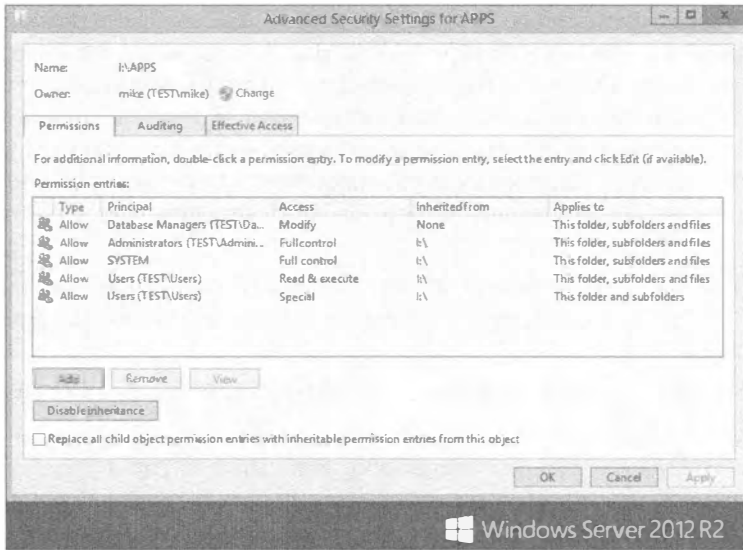 Advanced Security Settings for APPS
Name: I:\APPS
Owner: mike (TEST\mike) Change
Permissions Auditing Effective Access
For additional information, double-click a permission entry. To modify a permission entry, select the entry and click Edit (if available).
Permission entries:
Type Principal Access Inherited from Applies to
Allow Database Managers (TEST\Da... Modify None This folder, subfolders and files
Allow Administrators (TEST\Admini... Full control I:\ This folder, subfolders and files
Allow SYSTEM Full control I:\ This folder, subfolders and files
Allow Users (TEST\Users) Read & execute I:\ This folder, subfolders and files
Allow Users (TEST\Users) Special I:\ This folder and subfolders
Add Remove View
Disable inheritance
Replace all child object permission entries with inheritable permission entries from this object
OK Cancel Apply
Windows Server 2012 R2